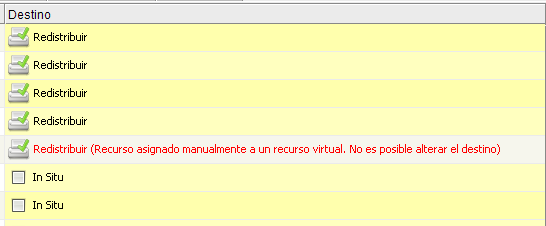 Destino
Redistribuir
Redistribuir
Redistribuir
Redistribuir
Redistribuir (Recurso asignado manualmente a un recurso virtual. No es posible alterar el destino)
In Situ
In Situ